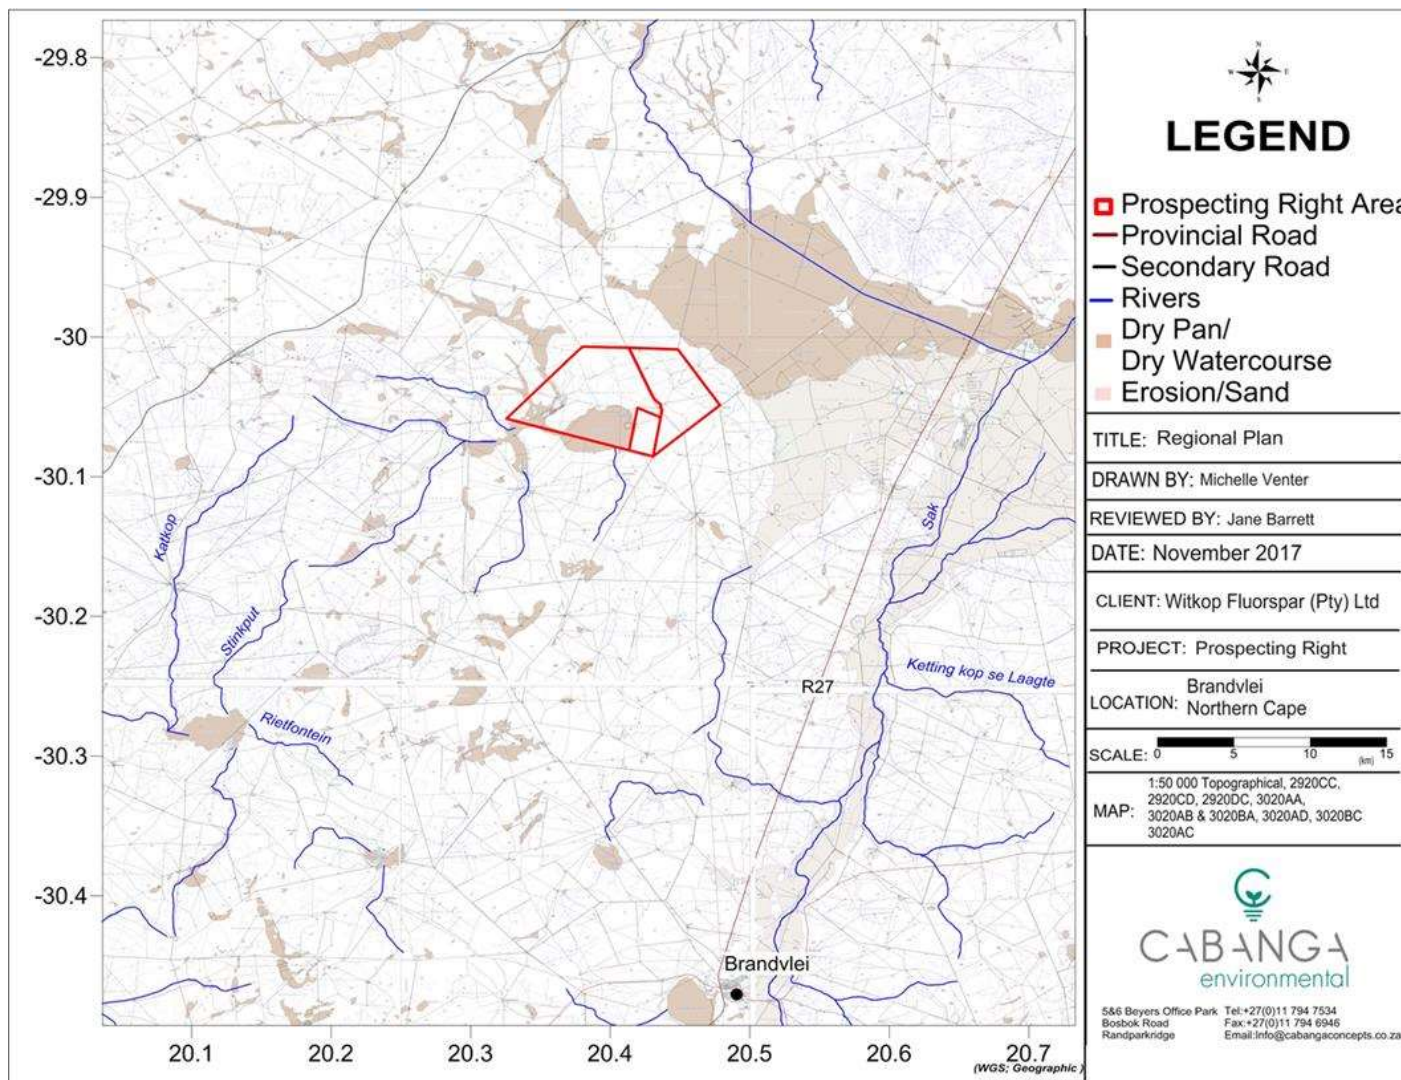 -29.8
-29.9
-30
-30.1
-30.2
-30.3
-30.4
20.1
20.2
20.3
20.4
20.5
20.6
20.7
(WGS; Geographic )
Katkop
Stinkput
Rietfontein
Sak
Ketting kop se Laagte
R27
Brandvlei
N
W
E
S
LEGEND
Prospecting Right Area
Provincial Road
Secondary Road
Rivers
Dry Pan/
Dry Watercourse
Erosion/Sand
TITLE: Regional Plan
DRAWN BY: Michelle Venter
REVIEWED BY: Jane Barrett
DATE: November 2017
CLIENT: Witkop Fluorspar (Pty) Ltd
PROJECT: Prospecting Right
LOCATION: Brandvlei
Northern Cape
SCALE: 0 5 10 15
(km)
MAP: 1:50 000 Topographical, 2920CC,
2920CD, 2920DC, 3020AA,
3020AB & 3020BA, 3020AD, 3020BC
3020AC
CABANGA
environmental
5&6 Beyers Office Park Tel:+27(0)11 794 7534
Bosbok Road Fax:+27(0)11 794 6946
Randparkridge Email:Info@cabangaconcepts.co.za